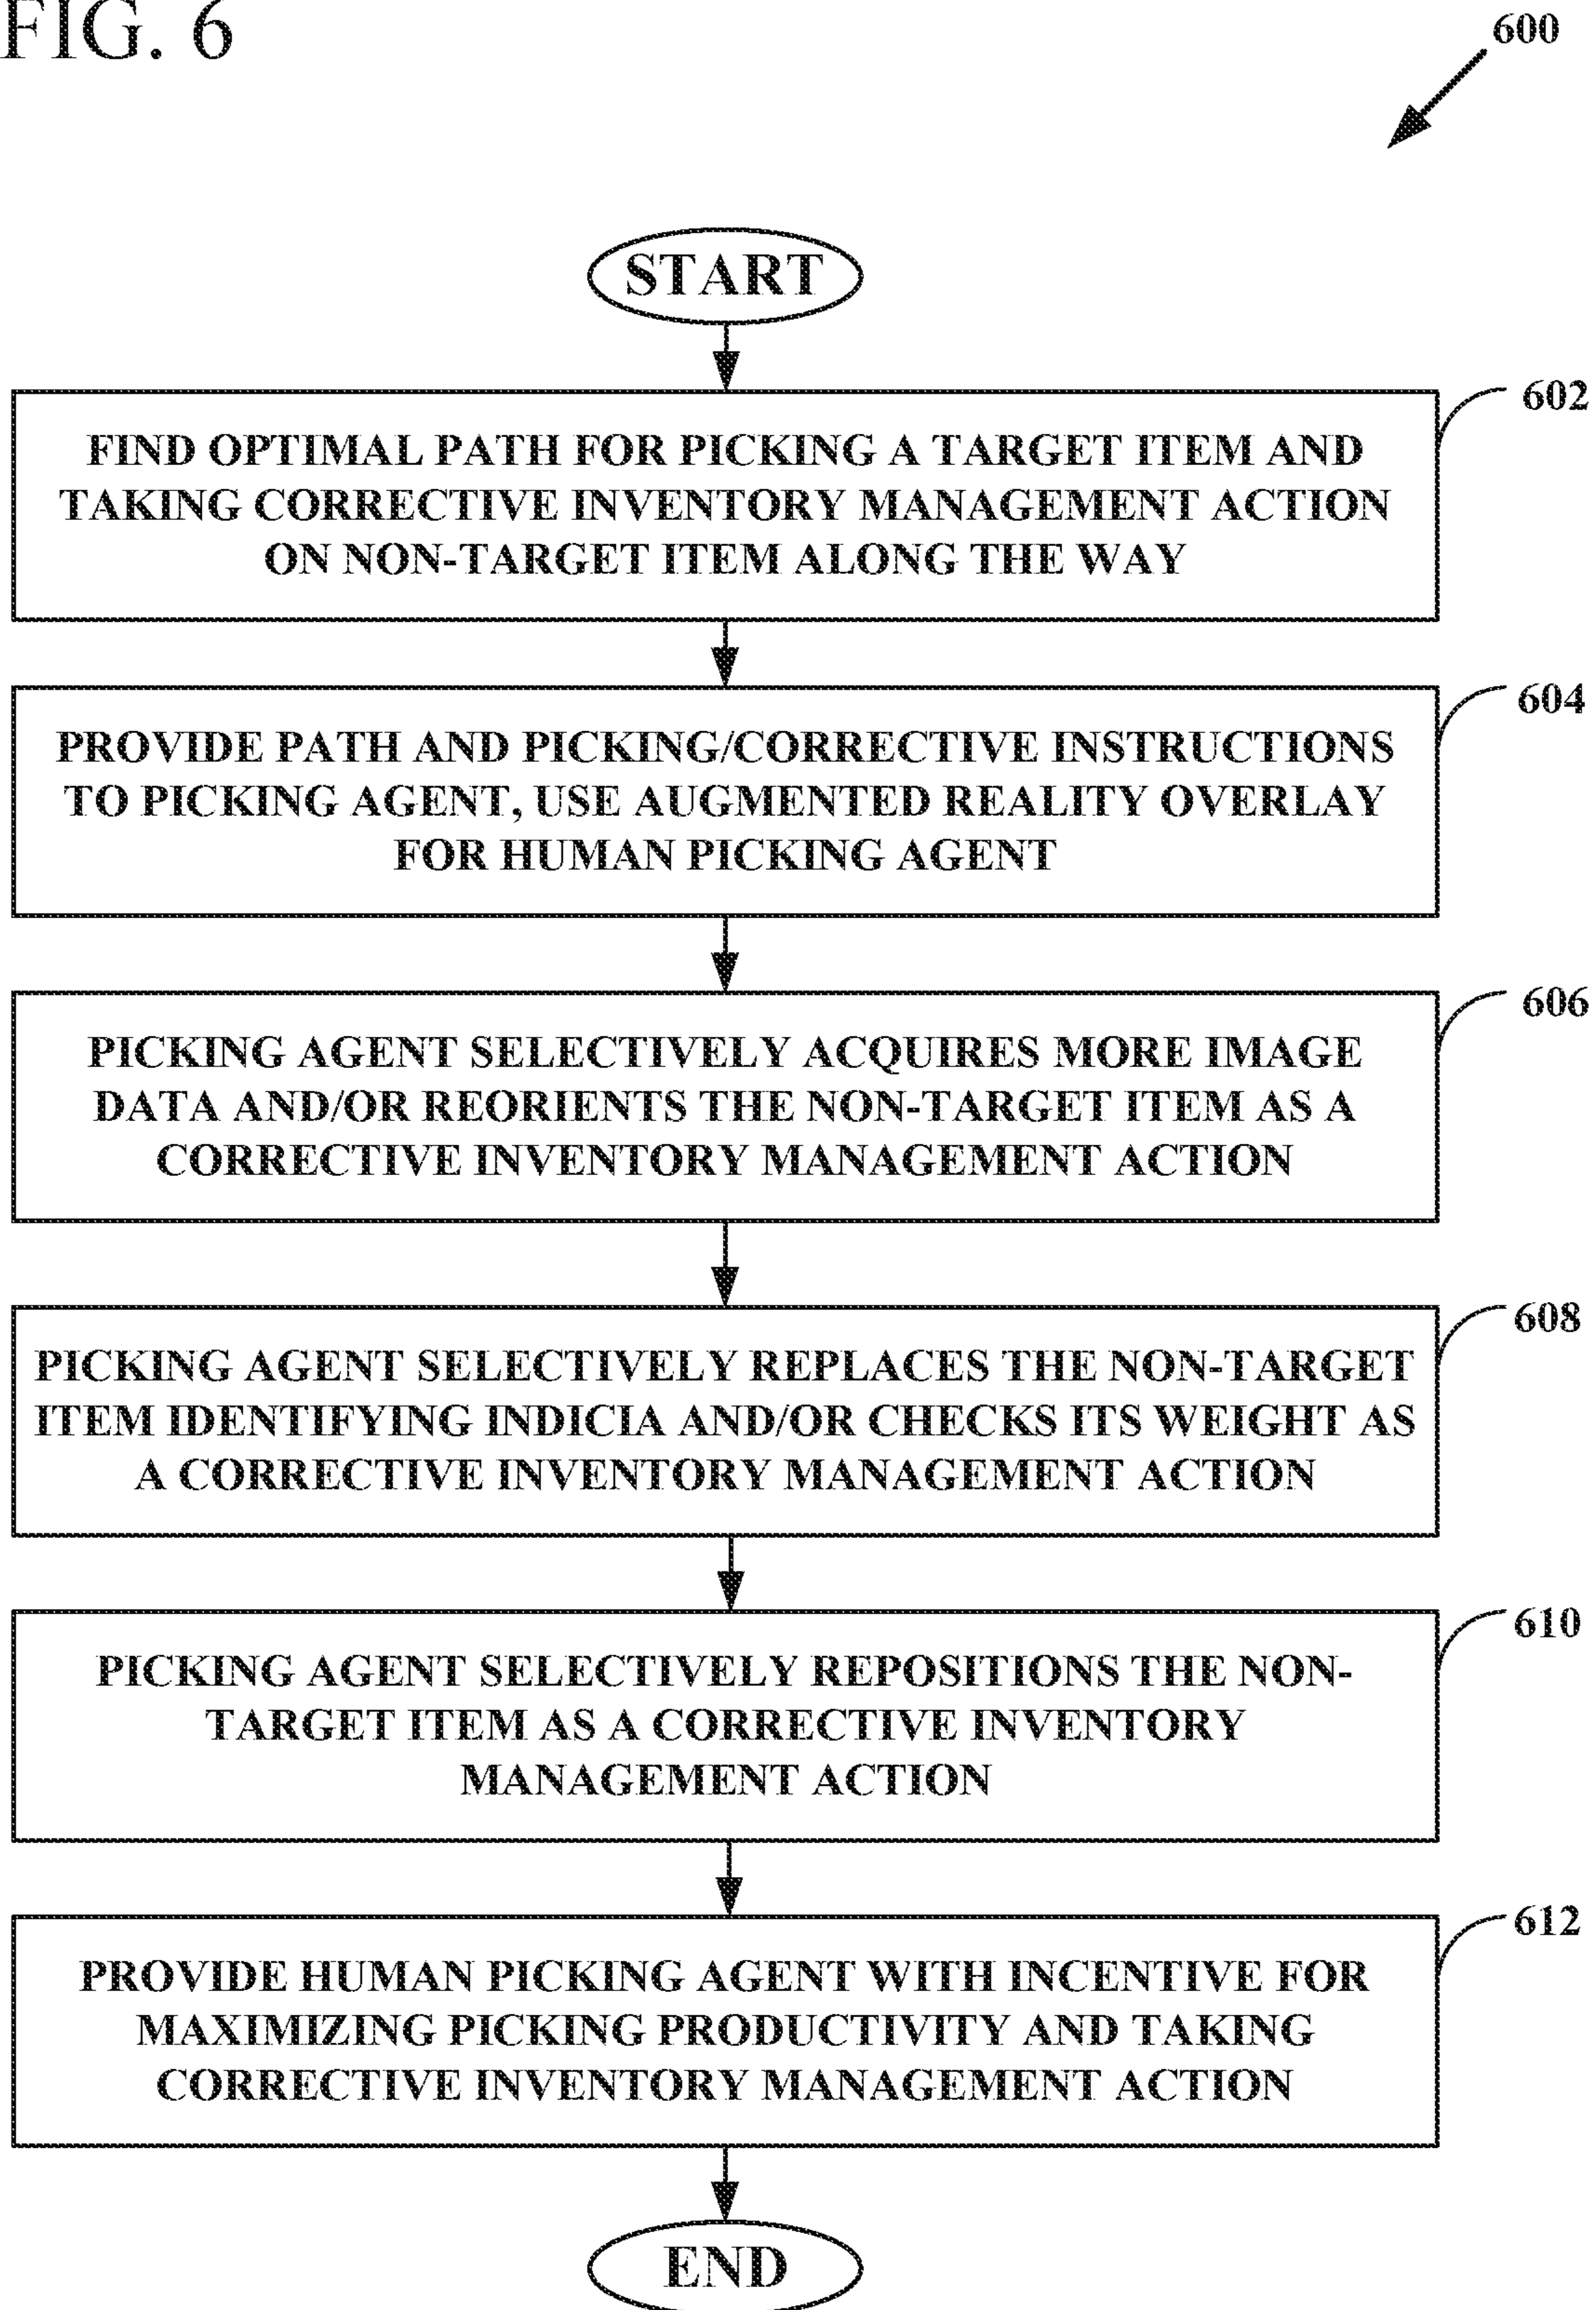 FIG. 6
600
START
602
FIND OPTIMAL PATH FOR PICKING A TARGET ITEM AND
TAKING CORRECTIVE INVENTORY MANAGEMENT ACTION
ON NON-TARGET ITEM ALONG THE WAY
604
PROVIDE PATH AND PICKING/CORRECTIVE INSTRUCTIONS
TO PICKING AGENT, USE AUGMENTED REALITY OVERLAY
FOR HUMAN PICKING AGENT
606
PICKING AGENT SELECTIVELY ACQUIRES MORE IMAGE
DATA AND/OR REORIENTS THE NON-TARGET ITEM AS A
CORRECTIVE INVENTORY MANAGEMENT ACTION
608
PICKING AGENT SELECTIVELY REPLACES THE NON-TARGET
ITEM IDENTIFYING INDICIA AND/OR CHECKS ITS WEIGHT AS
A CORRECTIVE INVENTORY MANAGEMENT ACTION
610
PICKING AGENT SELECTIVELY REPOSITIONS THE NON-
TARGET ITEM AS A CORRECTIVE INVENTORY
MANAGEMENT ACTION
612
PROVIDE HUMAN PICKING AGENT WITH INCENTIVE FOR
MAXIMIZING PICKING PRODUCTIVITY AND TAKING
CORRECTIVE INVENTORY MANAGEMENT ACTION
END